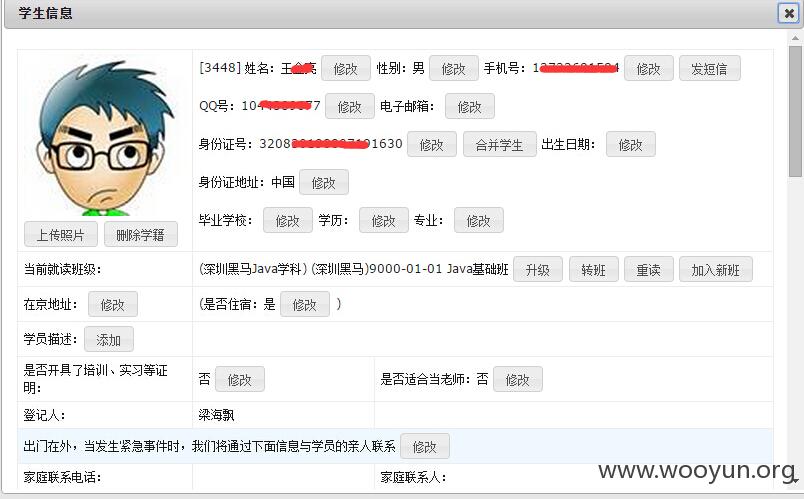 学生信息
[3448] 姓名： 修改 性别：男 修改 手机号： 修改 发短信
QQ号： 修改 电子邮箱： 修改
身份证号： 修改 合并学生 出生日期： 修改
身份证地址：中国 修改
毕业学校： 修改 学历： 修改 专业： 修改
上传照片 删除学籍
当前就读班级： (深圳黑马Java学科) (深圳黑马)9000-01-01 Java基础班 升级 转班 重读 加入新班
在京地址： 修改 (是否住宿：是 修改 )
学员描述： 添加
是否开具了培训、实习等证明： 否 修改 是否适合当老师：否 修改
登记人： 梁海飘
出门在外，当发生紧急事件时，我们将通过下面信息与学员的亲人联系 修改
家庭联系电话： 家庭联系人：
www.wooyun.org